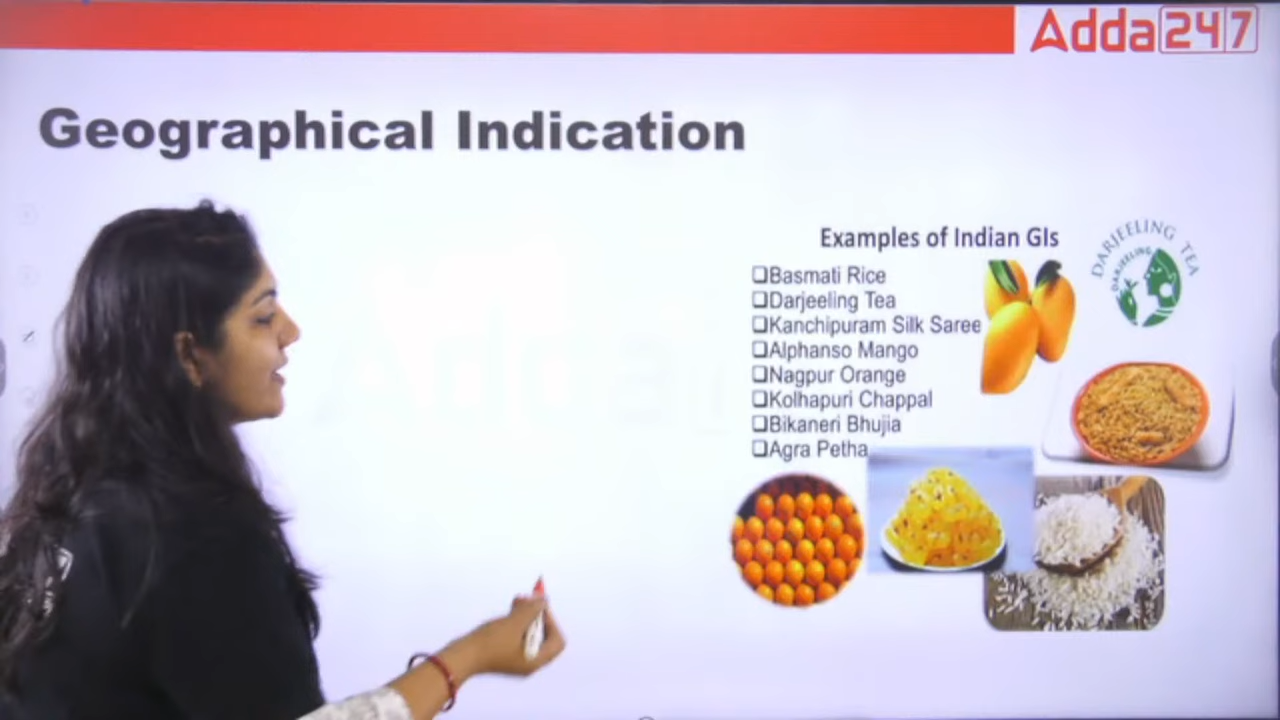 Adda247
Geographical Indication
Examples of Indian GIs
❑Basmati Rice
❑Darjeeling Tea
❑Kanchipuram Silk Saree
❑Alphanso Mango
❑Nagpur Orange
❑Kolhapuri Chappal
❑Bikaneri Bhujia
❑Agra Petha
DARJEELING TEA
DARJEELING